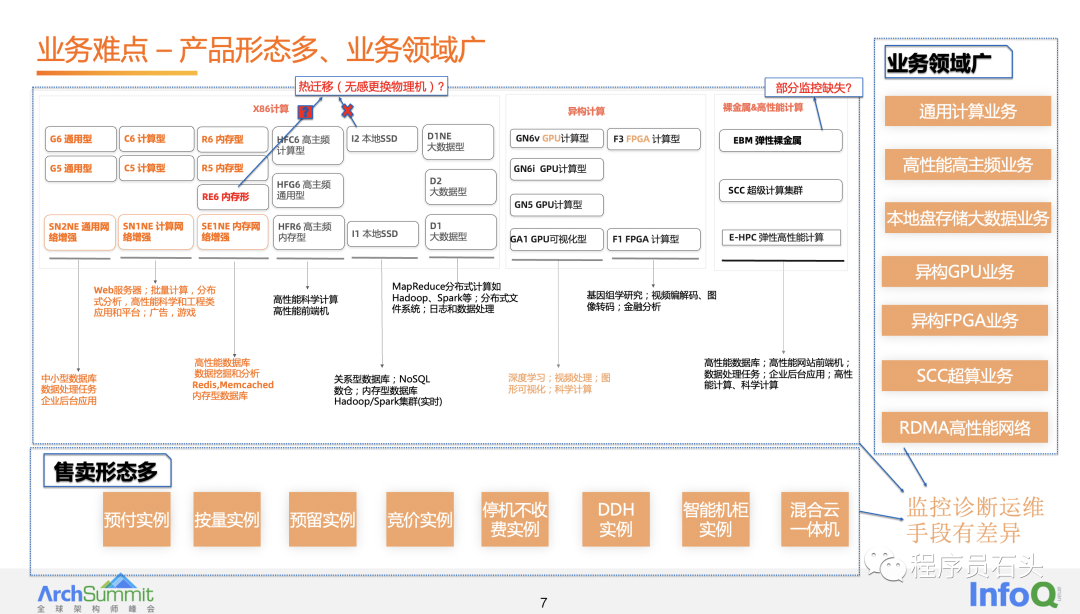 业务难点 – 产品形态多、业务领域广
热迁移（无感更换物理机）?
部分监控缺失?
X86计算
异构计算
裸金属&高性能计算
G6 通用型
C6 计算型
R6 内存型
HFC6 高主频
计算型
I2 本地SSD
D1NE
大数据型
G5 通用型
C5 计算型
R5 内存型
RE6 内存形
HFG6 高主频
通用型
D2
大数据型
SN2NE 通用网
络增强
SN1NE 计算网
络增强
SE1NE 内存网
络增强
HFR6 高主频
内存型
I1 本地SSD
D1
大数据型
GN6v GPU计算型
F3 FPGA 计算型
GN6i GPU计算型
GN5 GPU计算型
GA1 GPU可视化型
F1 FPGA 计算型
EBM 弹性裸金属
SCC 超级计算集群
E-HPC 弹性高性能计算
Web服务器；批量计算，分布
式分析，高性能科学和工程类
应用和平台；广告，游戏
高性能科学计算
高性能前端机
MapReduce分布式计算如
Hadoop、Spark等；分布式文
件系统；日志和数据处理
基因组学研究；视频编解码、图
像转码；金融分析
中小型数据库
数据处理任务
企业后台应用
高性能数据库
数据挖掘和分析
Redis,Memcached
内存型数据库
关系型数据库；NoSQL
数仓；内存型数据库
Hadoop/Spark集群(实时)
深度学习；视频处理；图
形可视化；科学计算
高性能数据库；高性能网站前端机；
数据处理任务；企业后台应用；高性
能计算、科学计算
业务领域广
通用计算业务
高性能高主频业务
本地盘存储大数据业务
异构GPU业务
异构FPGA业务
SCC超算业务
RDMA高性能网络
售卖形态多
预付实例
按量实例
预留实例
竞价实例
停机不收
费实例
DDH
实例
智能机柜
实例
混合云
一体机
监控诊断运维
手段有差异
程序员石头
ArchSummit
全球架构师峰会
7
InfoQ